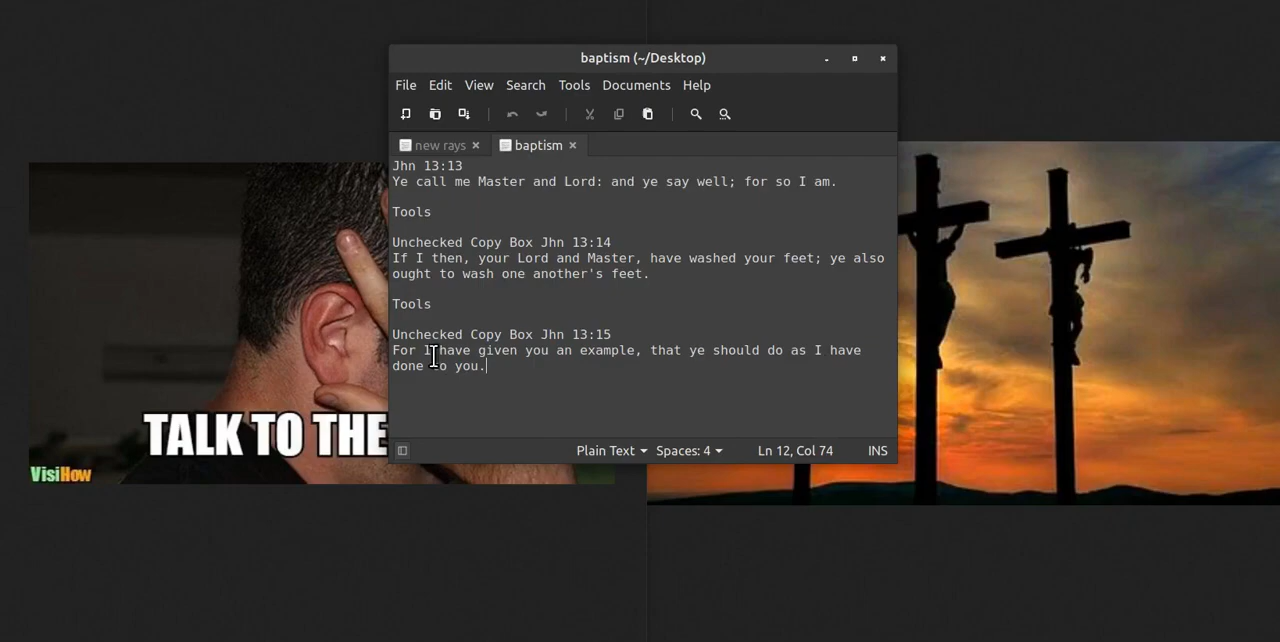 baptism (~/Desktop)
File Edit View Search Tools Documents Help
new rays
baptism
Jhn 13:13
Ye call me Master and Lord: and ye say well; for so I am.
Tools
Unchecked Copy Box Jhn 13:14
If I then, your Lord and Master, have washed your feet; ye also
ought to wash one another's feet.
Tools
Unchecked Copy Box Jhn 13:15
For I have given you an example, that ye should do as I have
done to you.
Plain Text Spaces: 4 Ln 12, Col 74 INS
TALK TO THE
VisiHow